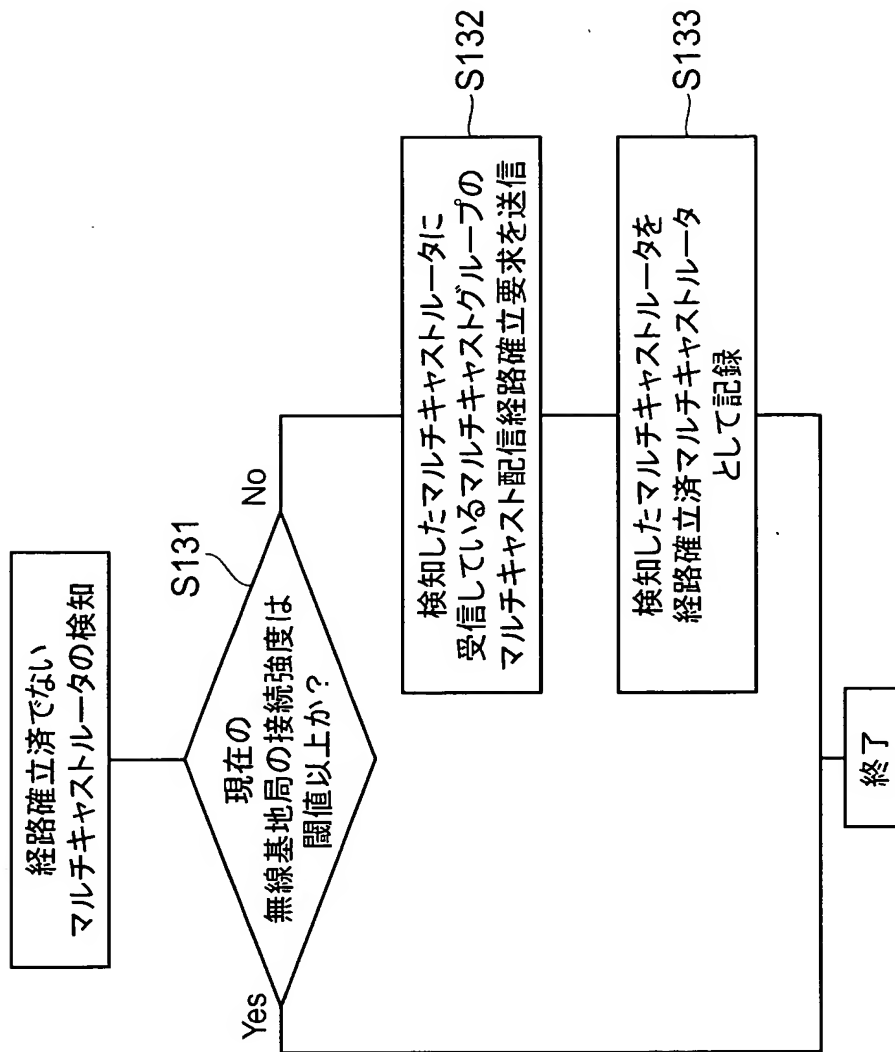 経路確立済でない
マルチキャストルータの検知
S131
現在の
無線基地局の接続強度は
閾値以上か？
Yes
No
検知したマルチキャストルータに
受信しているマルチキャストグループの
マルチキャスト配信経路確立要求を送信
S132
検知したマルチキャストルータを
経路確立済マルチキャストルータ
として記録
S133
終了